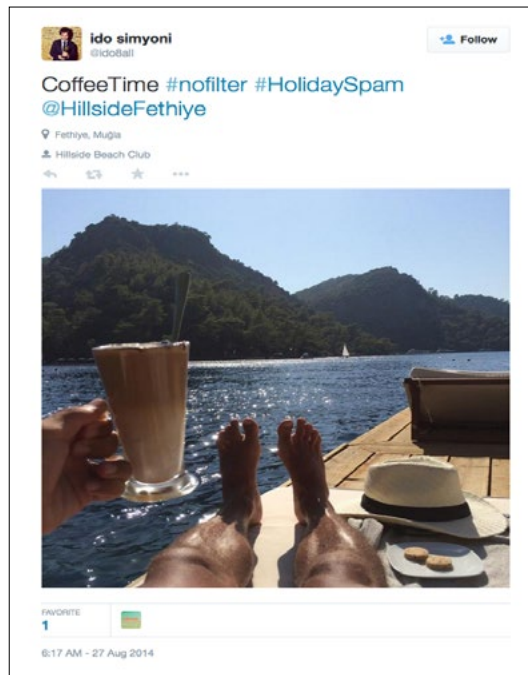 ido simyoni
@ido8all
Follow
CoffeeTime #nofilter #HolidaySpam
@HillsideFethiye
Fethiye, Muğla
Hillside Beach Club
FAVORITE
1
6:17 AM - 27 Aug 2014